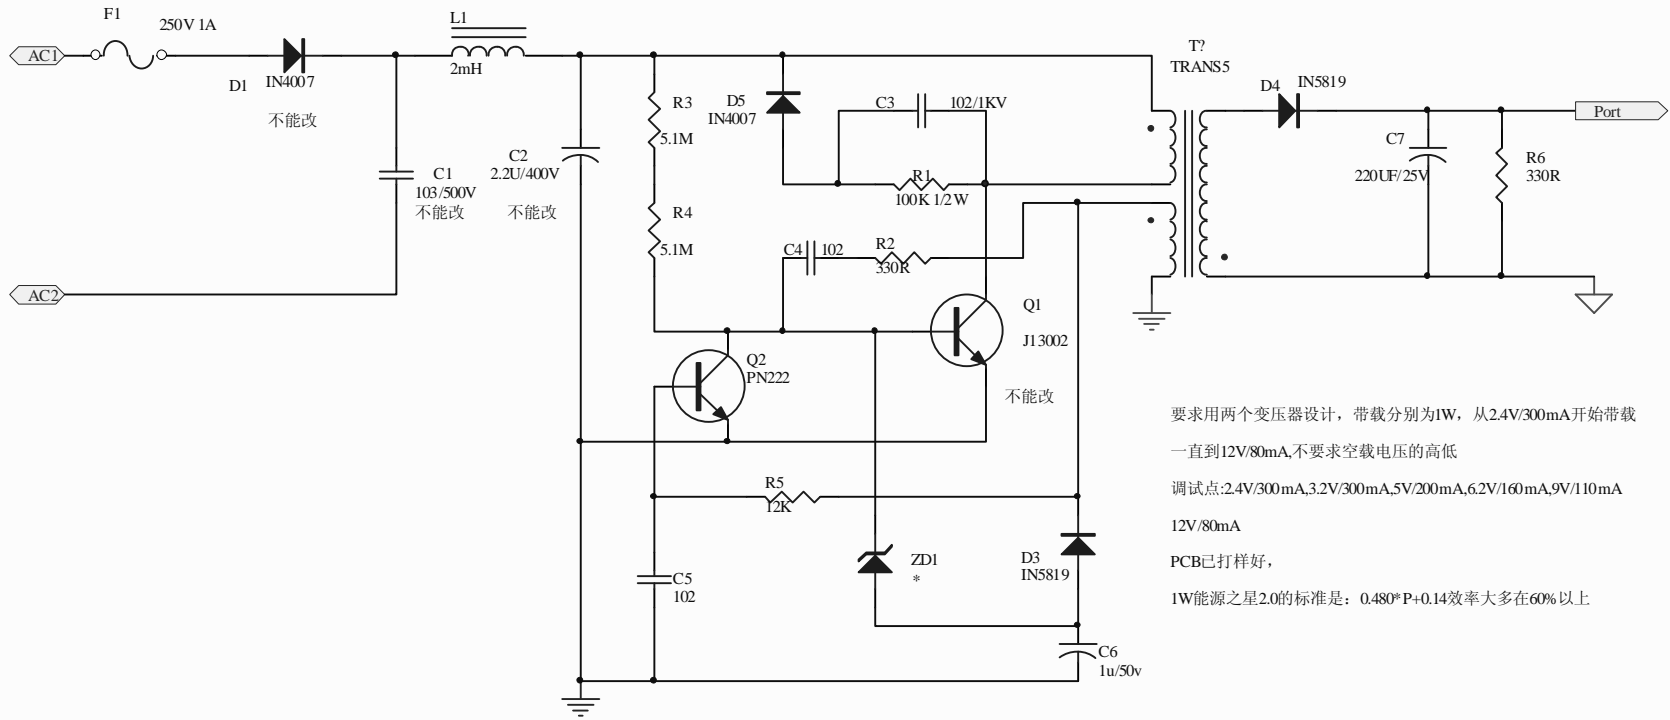 F1
250V 1A
AC1
D1
IN4007
不能改
L1
2mH
C1
103/500V
不能改
AC2
C2
2.2U/400V
不能改
R3
5.1M
R4
5.1M
D5
IN4007
C3
102/1KV
R1
100K 1/2W
C4
102
R2
330R
Q1
J13002
不能改
Q2
PN222
R5
12K
C5
102
ZD1
*
D3
IN5819
C6
1u/50v
T?
TRANS5
D4
IN5819
Port
C7
220UF/25V
R6
330R
要求用两个变压器设计，带载分别为1W，从2.4V/300mA开始带载
一直到12V/80mA,不要求空载电压的高低
调试点:2.4V/300mA,3.2V/300mA,5V/200mA,6.2V/160mA,9V/110mA
12V/80mA
PCB已打样好，
1W能源之星2.0的标准是：0.480*P+0.14效率大多在60%以上